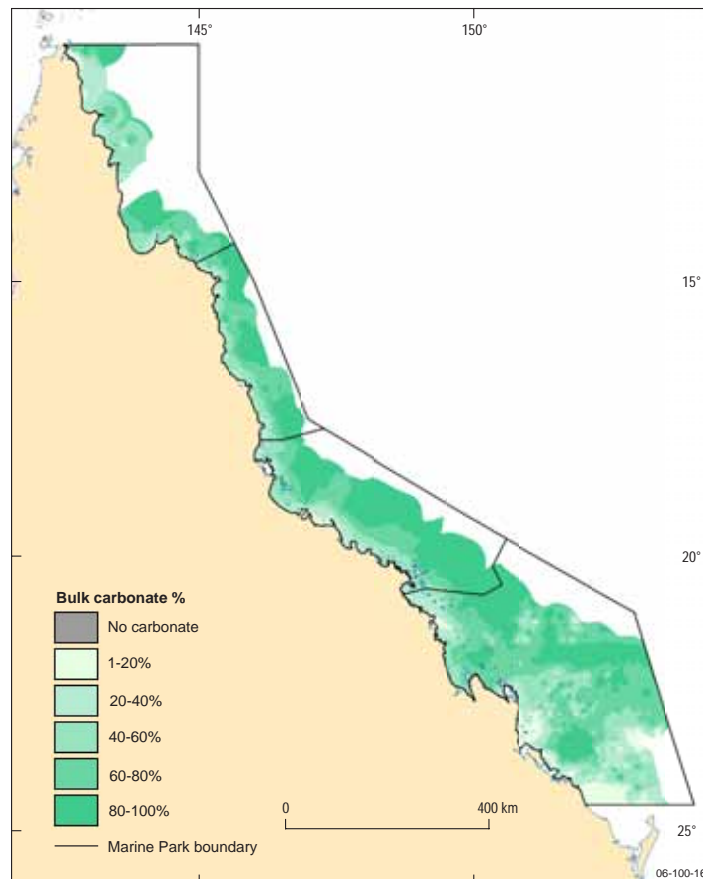 145° 150°
15°
20°
Bulk carbonate %
No carbonate
1-20%
20-40%
40-60%
60-80%
80-100%
0 400 km
Marine Park boundary
25°
06-100-16